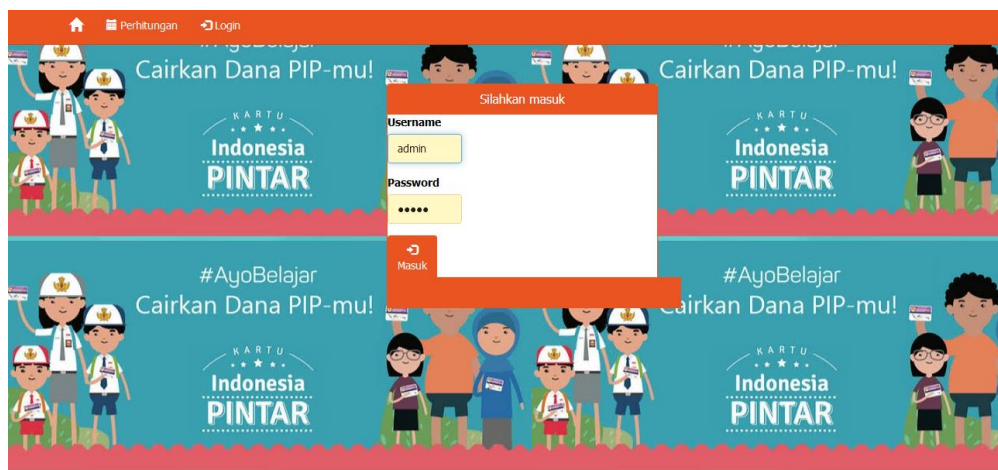 Perhitungan
Login
#AyoBelajar
Cairkan Dana PIP-mu!
KARTU
Indonesia
PINTAR
#AyoBelajar
Cairkan Dana PIP-mu!
KARTU
Indonesia
PINTAR
Silahkan masuk
Username
admin
Password
•••••
Masuk
#AyoBelajar
Cairkan Dana PIP-mu!
KARTU
Indonesia
PINTAR
#AyoBelajar
Cairkan Dana PIP-mu!
KARTU
Indonesia
PINTAR